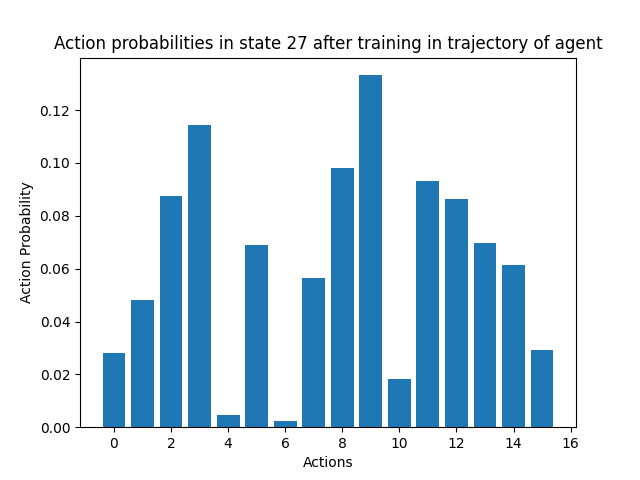 Action probabilities in state 27 after training in trajectory of agent
0.12
0.10
0.08
0.06
0.04
0.02
0.00
Action Probability
0 2 4 6 8 10 12 14 16
Actions